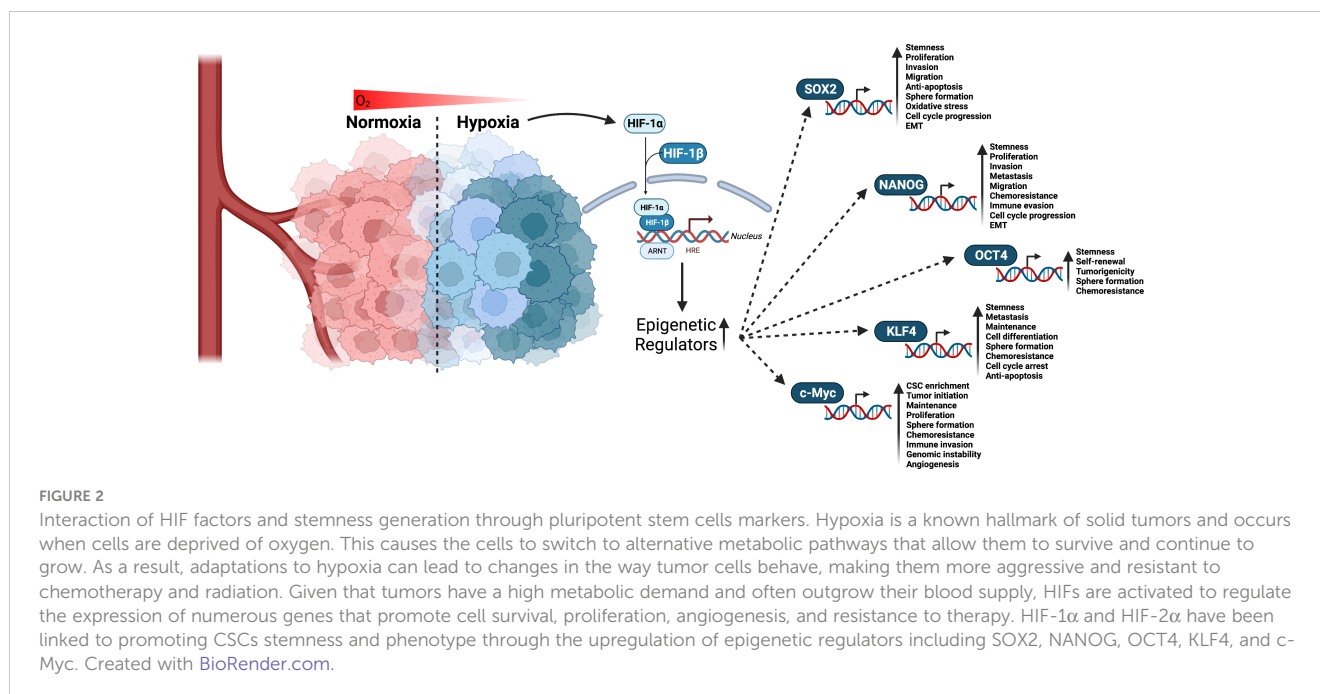 O2
Normoxia
Hypoxia
HIF-1α
HIF-1β
HIF-1α
HIF-1β
ARNT
HRE
Nucleus
Epigenetic
Regulators
SOX2
Stemness
Proliferation
Invasion
Migration
Anti-apoptosis
Sphere formation
Oxidative stress
Cell cycle progression
EMT
NANOG
Stemness
Proliferation
Invasion
Metastasis
Migration
Chemoresistance
Immune evasion
Cell cycle progression
EMT
OCT4
Stemness
Self-renewal
Tumorigenicity
Sphere formation
Chemoresistance
KLF4
Stemness
Metastasis
Maintenance
Cell differentiation
Sphere formation
Chemoresistance
Cell cycle arrest
Anti-apoptosis
c-Myc
CSC enrichment
Tumor initiation
Maintenance
Proliferation
Sphere formation
Chemoresistance
Immune invasion
Genomic instability
Angiogenesis
FIGURE 2
Interaction of HIF factors and stemness generation through pluripotent stem cells markers. Hypoxia is a known hallmark of solid tumors and occurs
when cells are deprived of oxygen. This causes the cells to switch to alternative metabolic pathways that allow them to survive and continue to
grow. As a result, adaptations to hypoxia can lead to changes in the way tumor cells behave, making them more aggressive and resistant to
chemotherapy and radiation. Given that tumors have a high metabolic demand and often outgrow their blood supply, HIFs are activated to regulate
the expression of numerous genes that promote cell survival, proliferation, angiogenesis, and resistance to therapy. HIF-1α and HIF-2α have been
linked to promoting CSCs stemness and phenotype through the upregulation of epigenetic regulators including SOX2, NANOG, OCT4, KLF4, and c-
Myc. Created with BioRender.com.